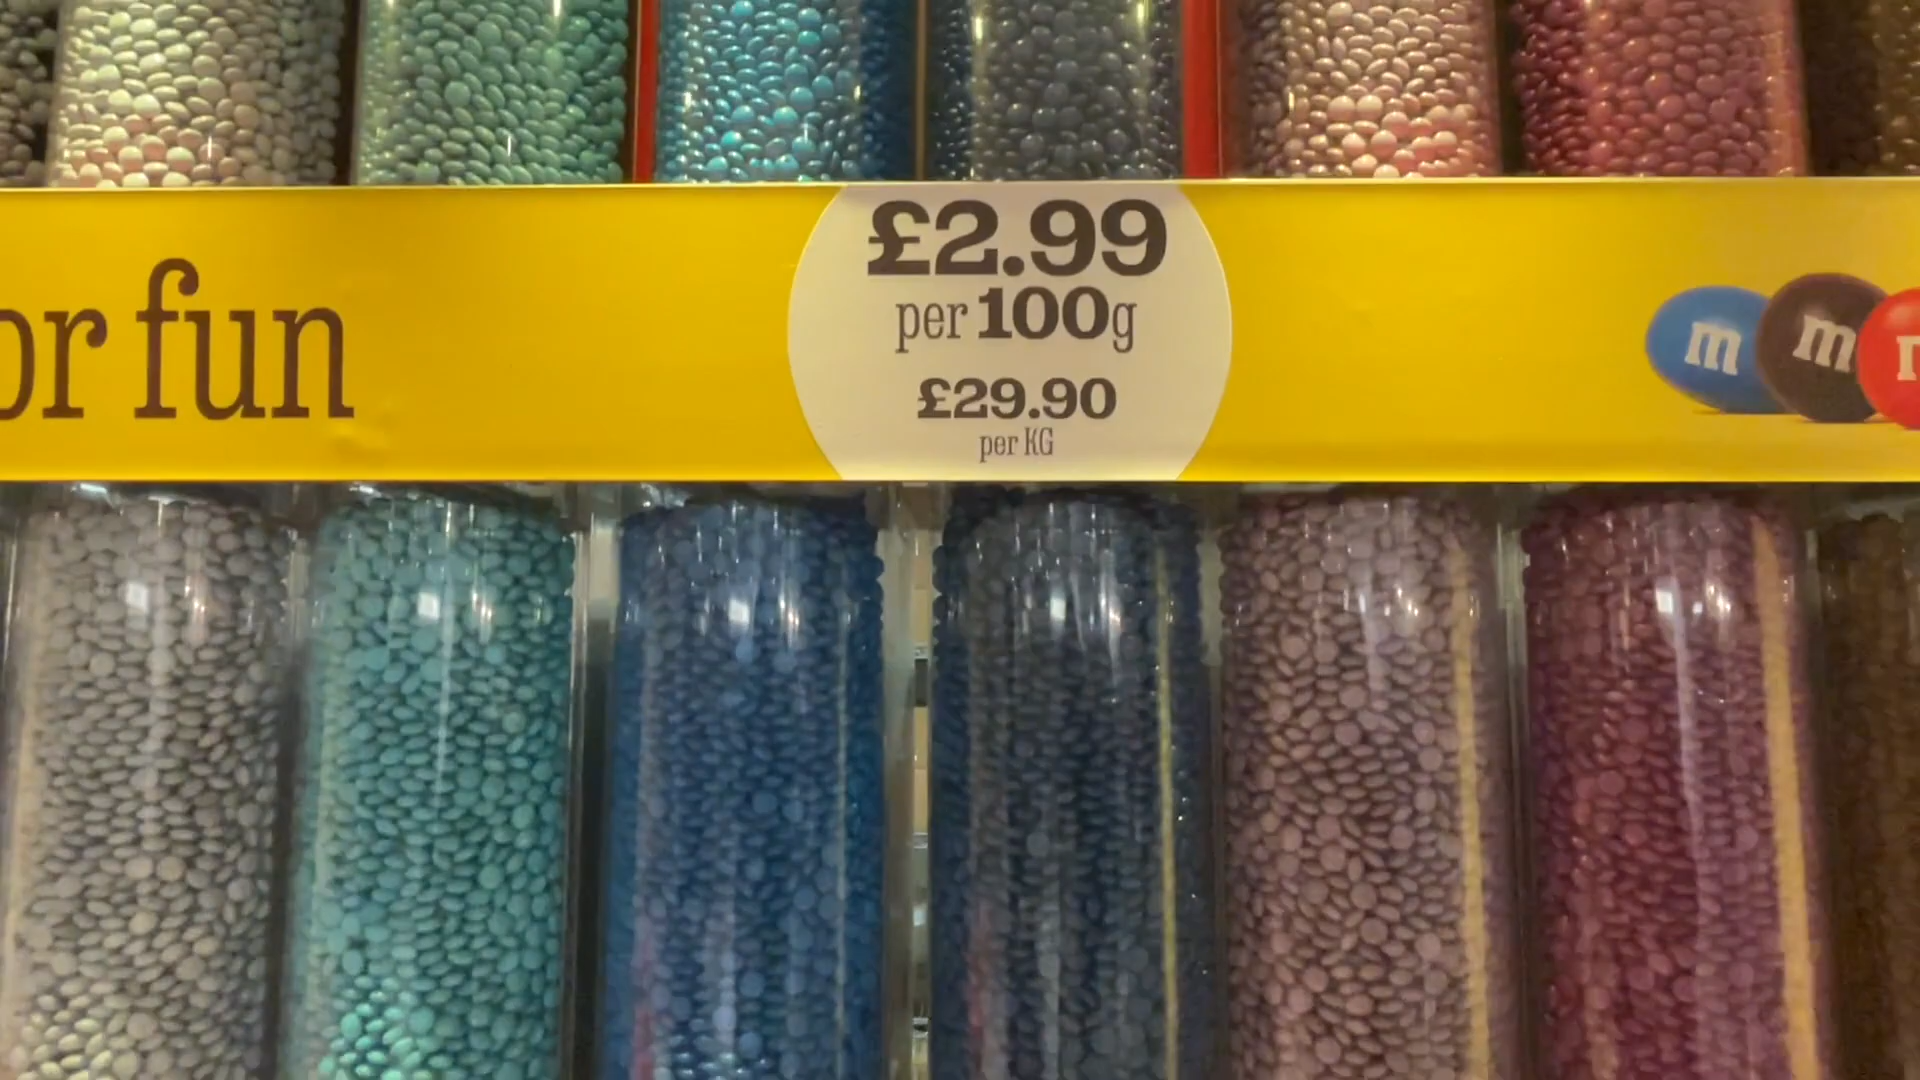 or fun
£2.99
per 100g
£29.90
per KG
m
m